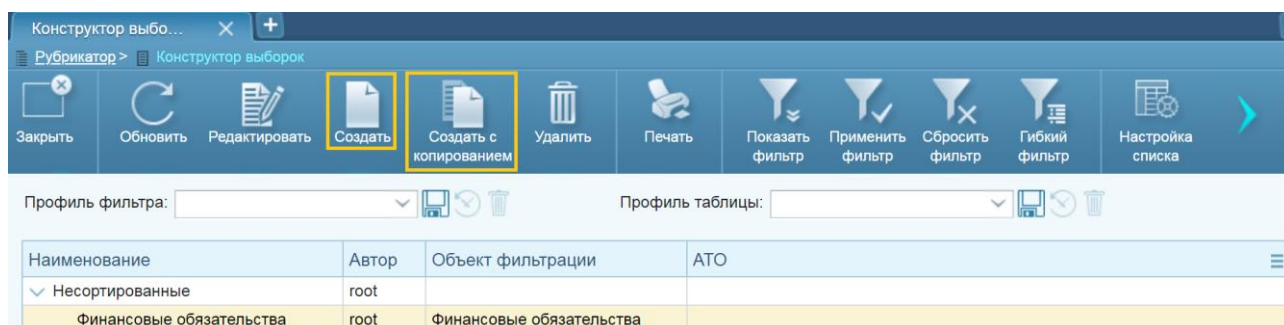 Конструктор выбо...
Рубрикатор > Конструктор выборок
Закрыть Обновить Редактировать Создать Создать с копированием Удалить Печать Показать фильтр Применить фильтр Сбросить фильтр Гибкий фильтр Настройка списка
Профиль фильтра: Профиль таблицы:
Наименование Автор Объект фильтрации АТО
Несортированные root
Финансовые обязательства root Финансовые обязательства